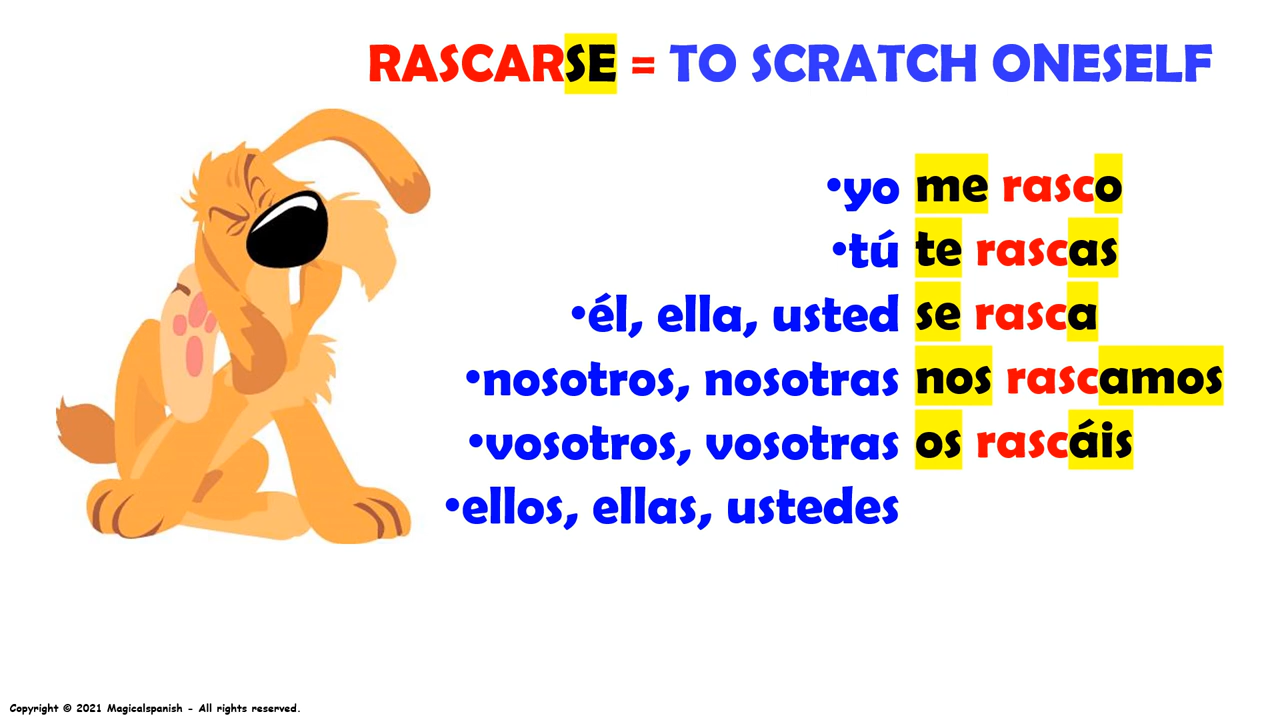 RASCARSE = TO SCRATCH ONESELF
•yo me rasco
•tú te rascas
•él, ella, usted se rasca
•nosotros, nosotras nos rascamos
•vosotros, vosotras os rascáis
•ellos, ellas, ustedes
Copyright © 2021 Magicalspanish - All rights reserved.